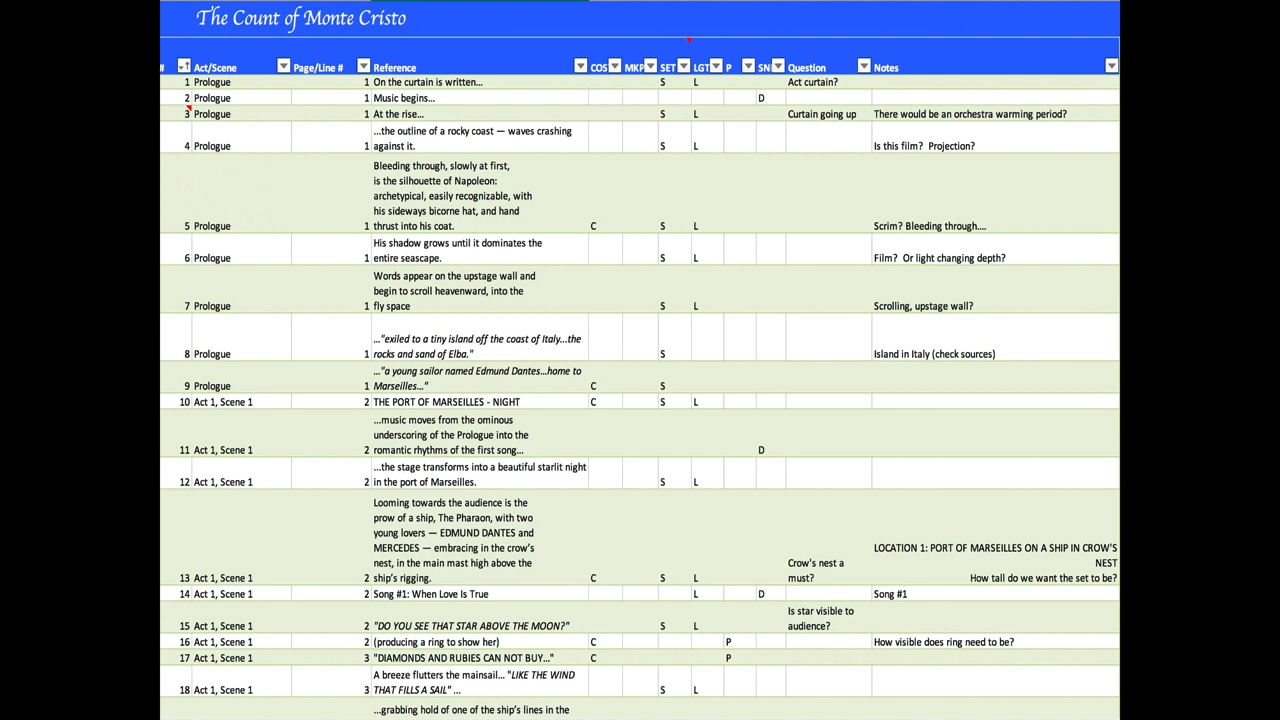 The Count of Monte Cristo
# Act/Scene Page/Line # Reference COS MKP SET LGT P SN Question Notes
1 Prologue 1 On the curtain is written... S L Act curtain?
2 Prologue 1 Music begins... D
3 Prologue 1 At the rise... S L Curtain going up There would be an orchestra warming period?
...the outline of a rocky coast — waves crashing
4 Prologue 1 against it. S L Is this film? Projection?
Bleeding through, slowly at first,
is the silhouette of Napoleon:
archetypical, easily recognizable, with
his sideways bicorne hat, and hand
5 Prologue 1 thrust into his coat. C S L Scrim? Bleeding through....
His shadow grows until it dominates the
6 Prologue 1 entire seascape. S L Film? Or light changing depth?
Words appear on the upstage wall and
begin to scroll heavenward, into the
7 Prologue 1 fly space S L Scrolling, upstage wall?
..."exiled to a tiny island off the coast of Italy...the
8 Prologue 1 rocks and sand of Elba." S Island in Italy (check sources)
..."a young sailor named Edmund Dantes...home to
9 Prologue 1 Marseilles..." C S
10 Act 1, Scene 1 2 THE PORT OF MARSEILLES - NIGHT C S L
...music moves from the ominous
underscoring of the Prologue into the
11 Act 1, Scene 1 2 romantic rhythms of the first song... D
...the stage transforms into a beautiful starlit night
12 Act 1, Scene 1 2 in the port of Marseilles. S L
Looming towards the audience is the
prow of a ship, The Pharaon, with two
young lovers — EDMUND DANTES and
MERCEDES — embracing in the crow's LOCATION 1: PORT OF MARSEILLES ON A SHIP IN CROW'S
nest, in the main mast high above the Crow's nest a NEST
13 Act 1, Scene 1 2 ship's rigging. C S L must? How tall do we want the set to be?
14 Act 1, Scene 1 2 Song #1: When Love Is True L D Song #1
Is star visible to
15 Act 1, Scene 1 2 "DO YOU SEE THAT STAR ABOVE THE MOON?" S L audience?
16 Act 1, Scene 1 2 (producing a ring to show her) C P How visible does ring need to be?
17 Act 1, Scene 1 3 "DIAMONDS AND RUBIES CAN NOT BUY..." C P
A breeze flutters the mainsail... "LIKE THE WIND
18 Act 1, Scene 1 3 THAT FILLS A SAIL" ... S L
...grabbing hold of one of the ship's lines in the